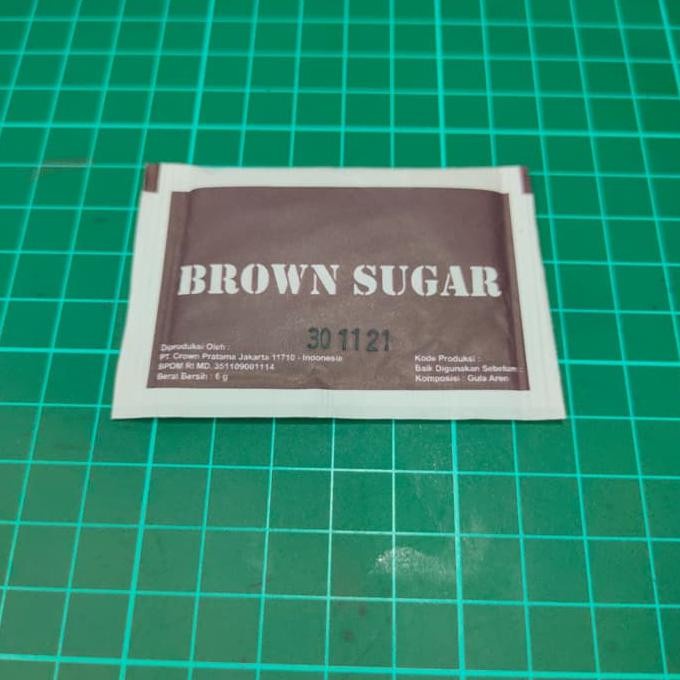 BROWN SUGAR
30 11 21
Diproduksi Oleh :
PT. Crown Pratama Jakarta 11710 - Indonesia
BPOM RI MD. 351109001114
Berat Bersih : 6 g
Kode Produksi :
Baik Digunakan Sebelum :
Komposisi : Gula Aren